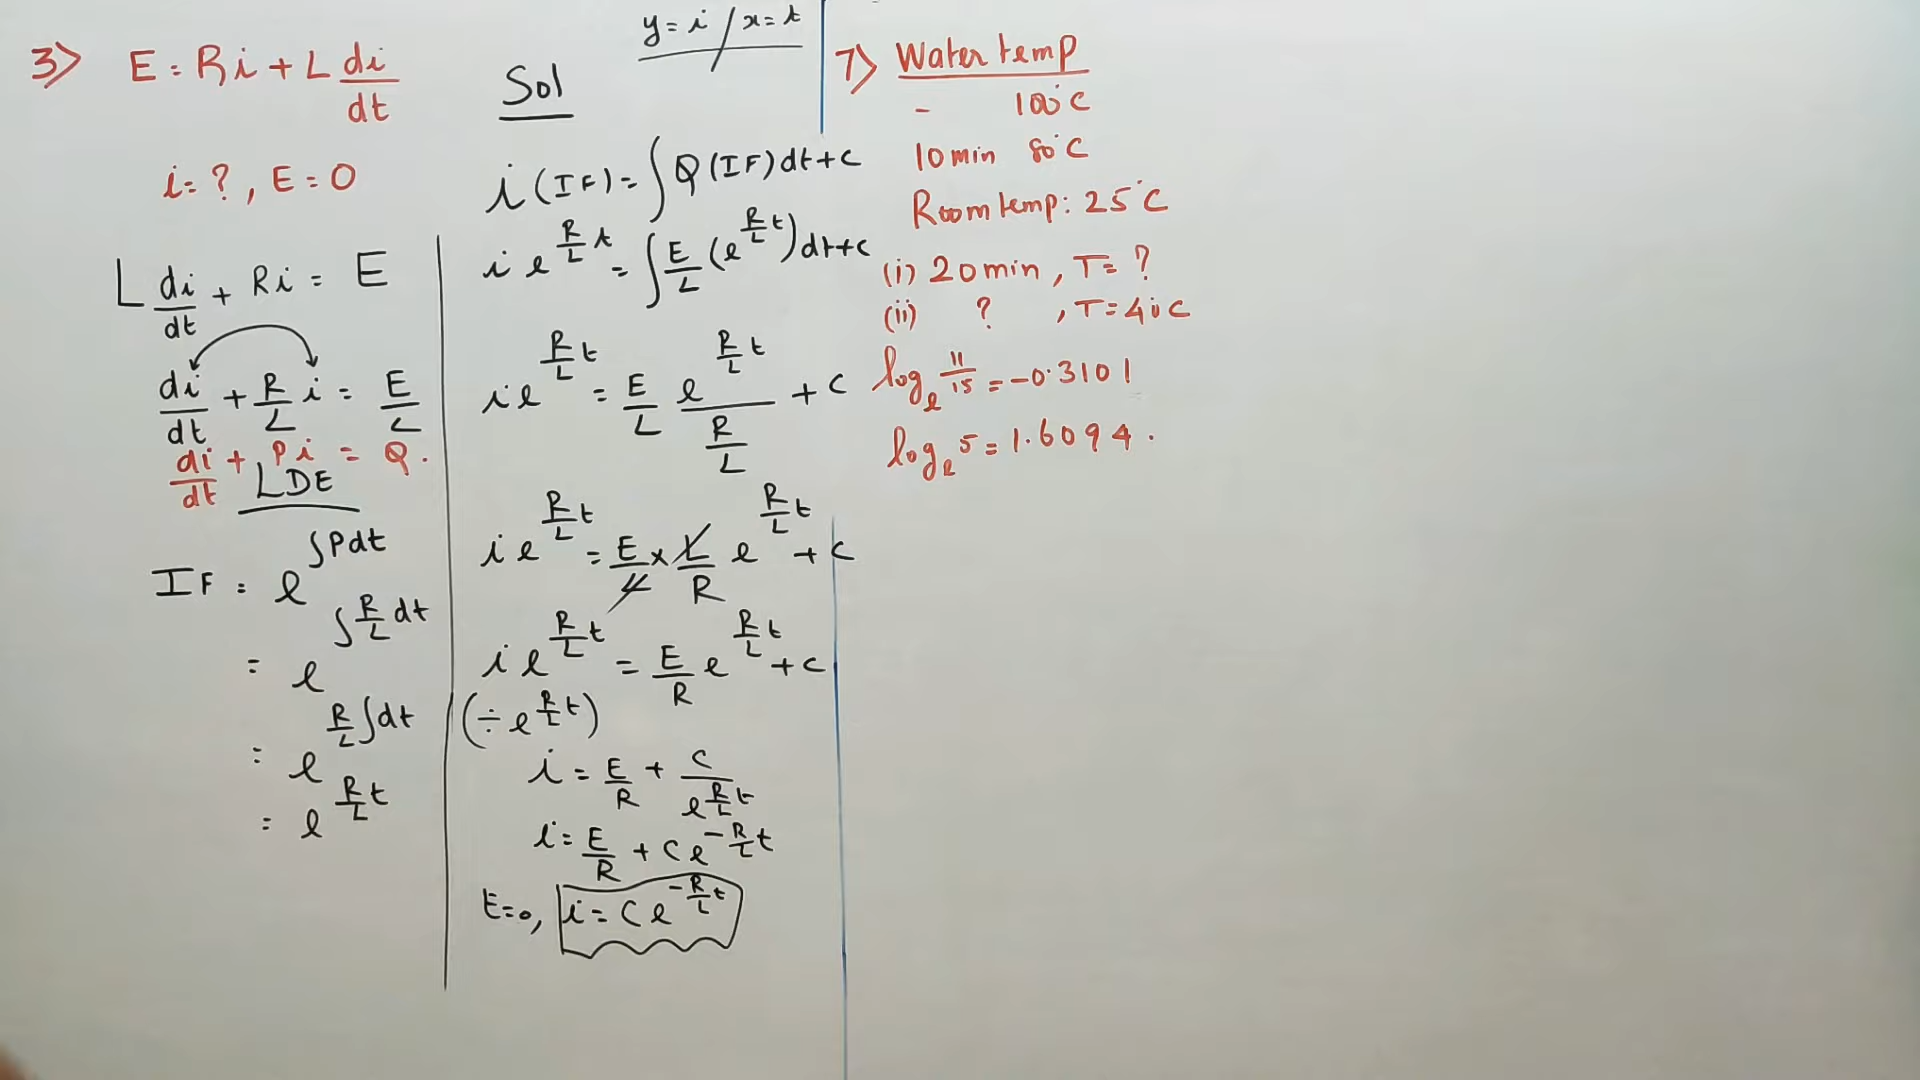 3> E = Ri + L di/dt
i = ? , E = 0
L di/dt + Ri = E
di/dt + R/L i = E/L
di/dt + Pi = Q.
LDE
IF = e^∫Pdt
= e^∫R/L dt
= e^R/L ∫dt
= e^R/L t
y = i / x = t
Sol
i (IF) = ∫Q (IF) dt + c
i e^R/L t = ∫E/L (e^R/L t) dt + c
i e^R/L t = E/L e^R/L t / R/L + c
i e^R/L t = E/L × L/R e^R/L t + c
i e^R/L t = E/R e^R/L t + c
(÷ e^R/L t)
i = E/R + c/e^R/L t
i = E/R + c e^-R/L t
E=0, i = C e^-R/L t
7> Water temp
- 100°C
10 min 80°C
Room temp: 25°C
(i) 20 min , T = ?
(ii) ? , T = 40°C
log_e 11/15 = -0.3101
log_e 5 = 1.6094.